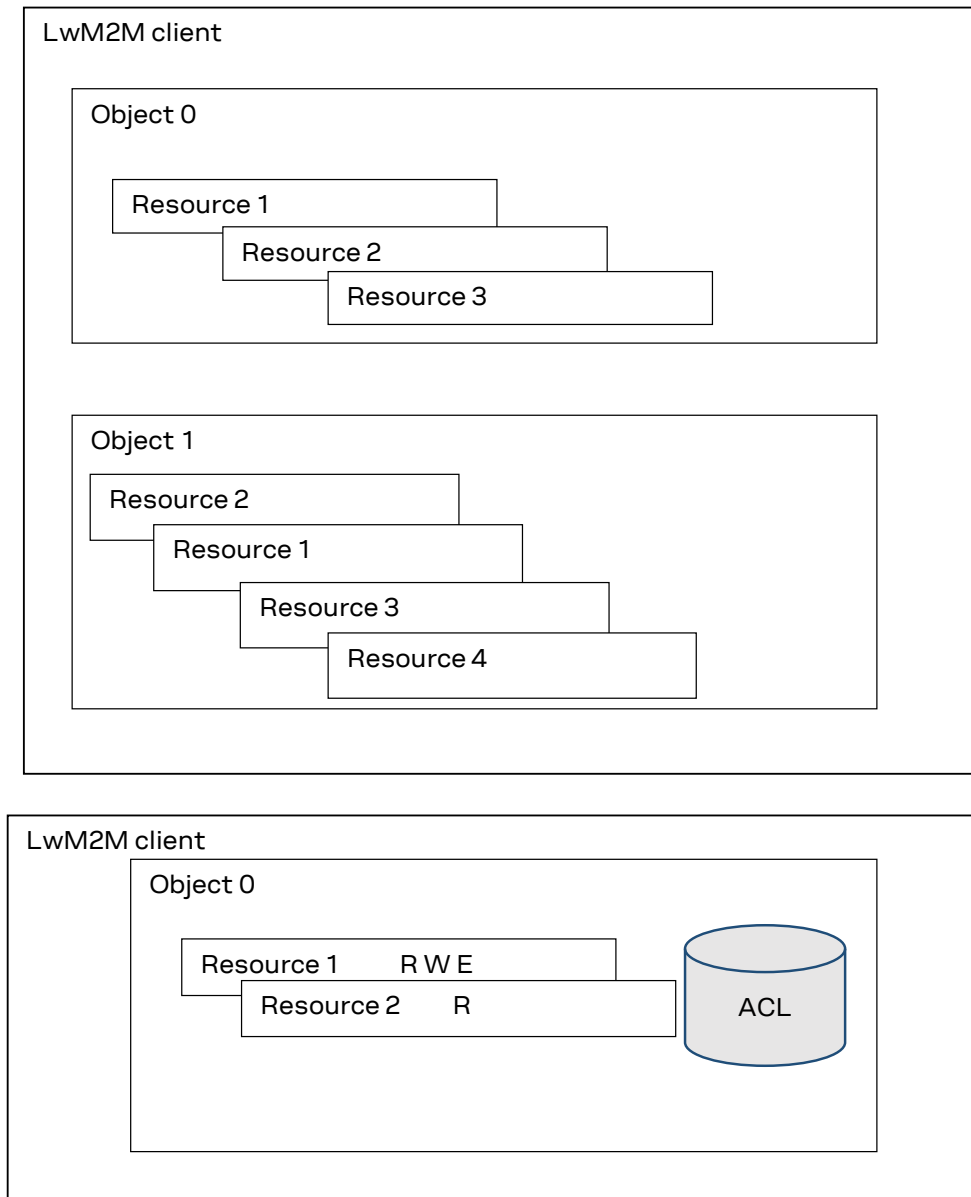 LwM2M client
Object 0
Resource 1
Resource 2
Resource 3
Object 1
Resource 2
Resource 1
Resource 3
Resource 4
LwM2M client
Object 0
Resource 1 R W E
Resource 2 R
ACL